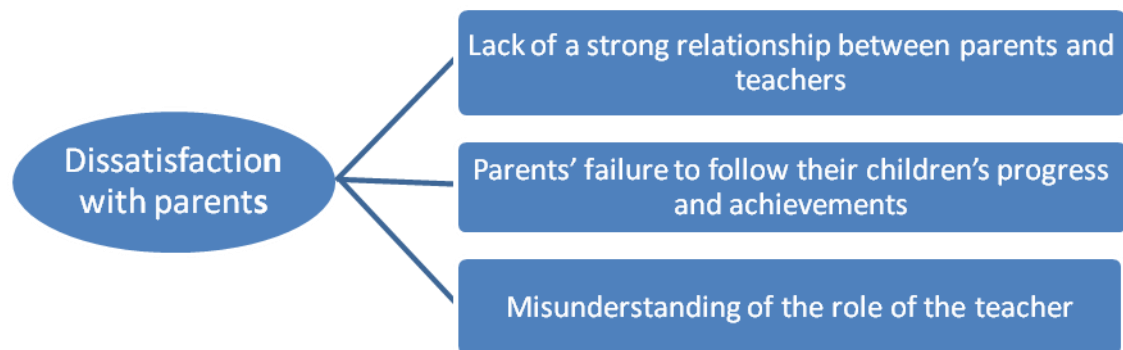 Dissatisfaction
with parents
Lack of a strong relationship between parents and
teachers
Parents’ failure to follow their children’s progress
and achievements
Misunderstanding of the role of the teacher